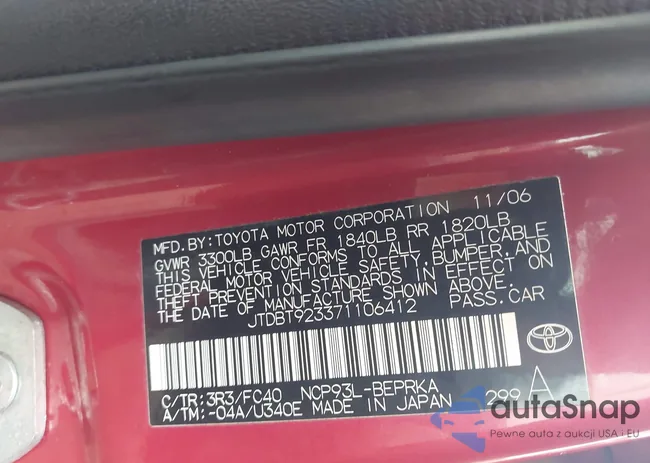 MFD. BY: TOYOTA MOTOR CORPORATION 11/06
GVWR 3300LB GAWR FR 1840LB RR 1820LB
THIS VEHICLE CONFORMS TO ALL APPLICABLE
FEDERAL MOTOR VEHICLE SAFETY, BUMPER, AND
THEFT PREVENTION STANDARDS IN EFFECT ON
THE DATE OF MANUFACTURE SHOWN ABOVE.
JTDBT923371106412 PASS. CAR
C/TR: 3R3/FC40 NCP93L-BEPRKA
A/TM: -04A/U340E MADE IN JAPAN 299 A
autoSnap
Pewne auta z aukcji USA i EU